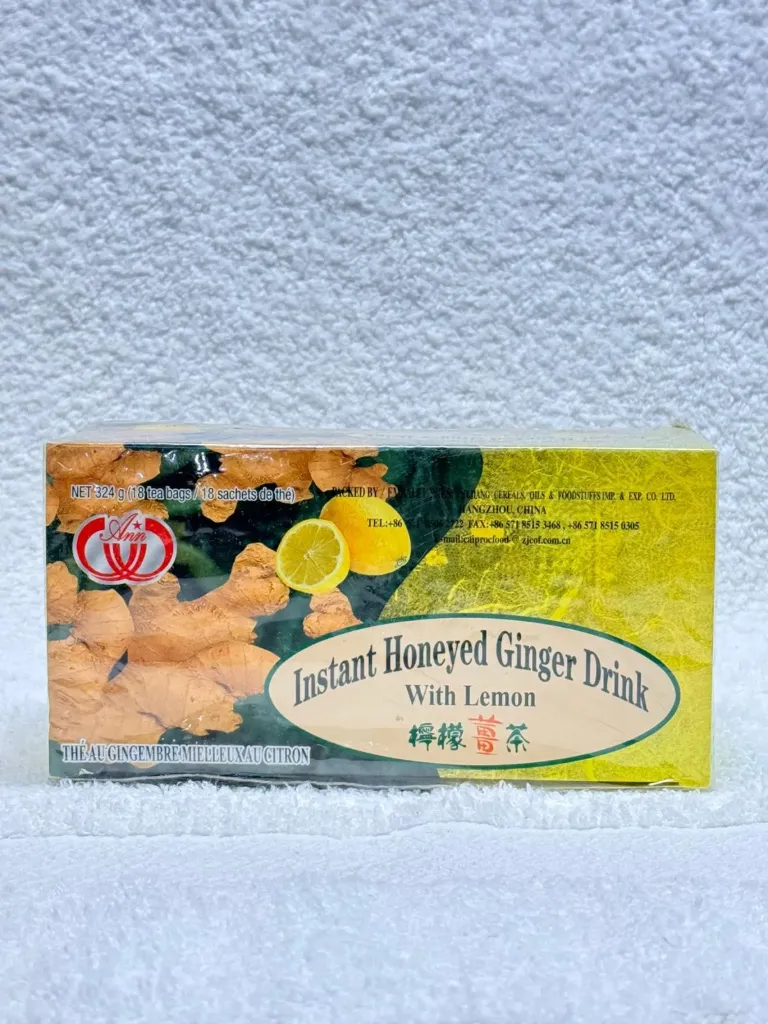 NET 324 g (18 tea bags / 18 sachets de thé)
Ann
PACKED BY / CEREALS, OILS & FOODSTUFFS IMP. & EXP. CO. LTD.
HANGZHOU, CHINA
TEL:+86 FAX:+86 571 8515 3468 , +86 571 8515 0305
@ zjcof.com.cn
Instant Honeyed Ginger Drink
With Lemon
檸檬薑茶
THÉ AU GINGEMBRE MIELLEUX AU CITRON